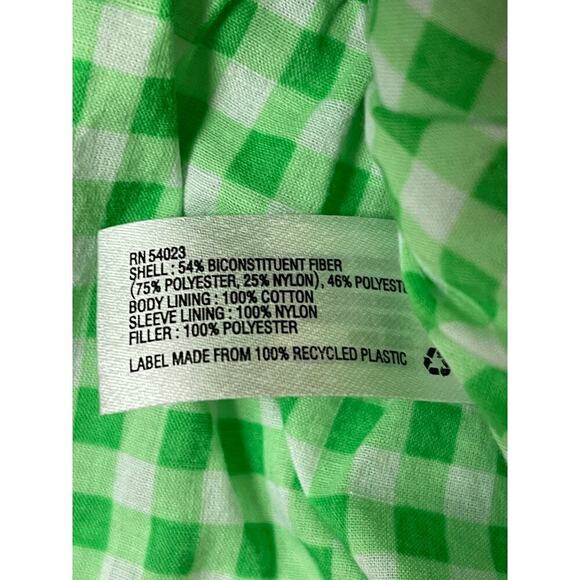 RN 54023
SHELL : 54% BICONSTITUENT FIBER
(75% POLYESTER, 25% NYLON), 46%
BODY LINING : 100% COTTON
SLEEVE LINING : 100% NYLON
FILLER : 100% POLYESTER
LABEL MADE FROM 100% RECYCLED PLASTIC